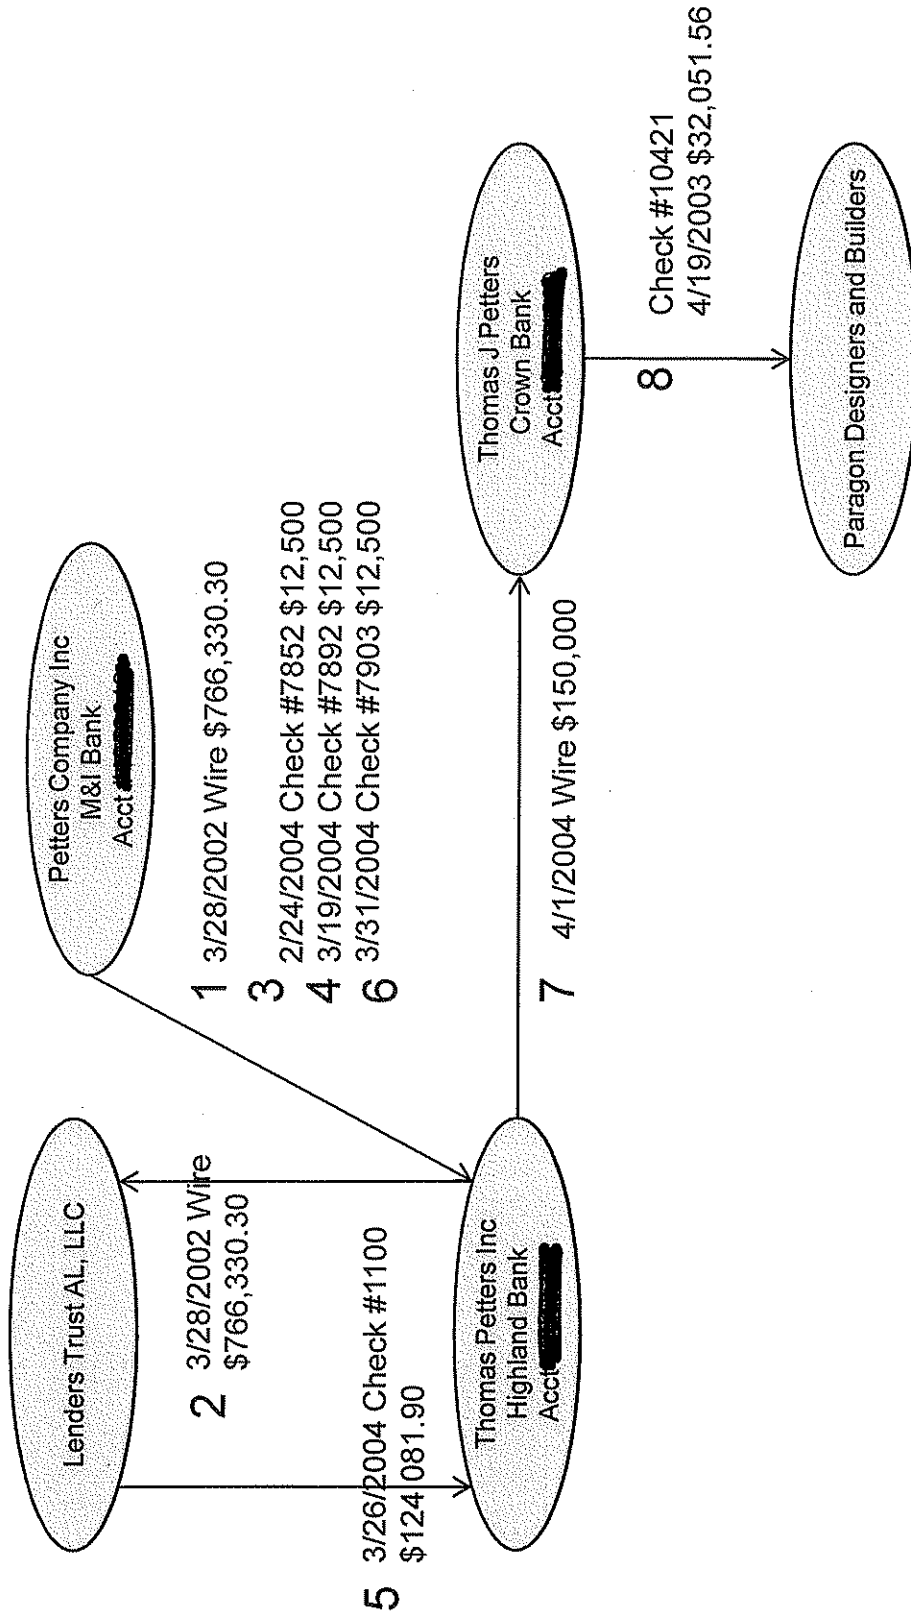 Lenders Trust AL, LLC
Petters Company Inc
M&I Bank
Acct
1 3/28/2002 Wire $766,330.30
3 2/24/2004 Check #7852 $12,500
4 3/19/2004 Check #7892 $12,500
6 3/31/2004 Check #7903 $12,500
2 3/28/2002 Wire
$766,330.30
5 3/26/2004 Check #1100
$124 081.90
Thomas Petters Inc
Highland Bank
Acct
7 4/1/2004 Wire $150,000
Thomas J Petters
Crown Bank
Acct
8 Check #10421
4/19/2003 $32,051.56
Paragon Designers and Builders